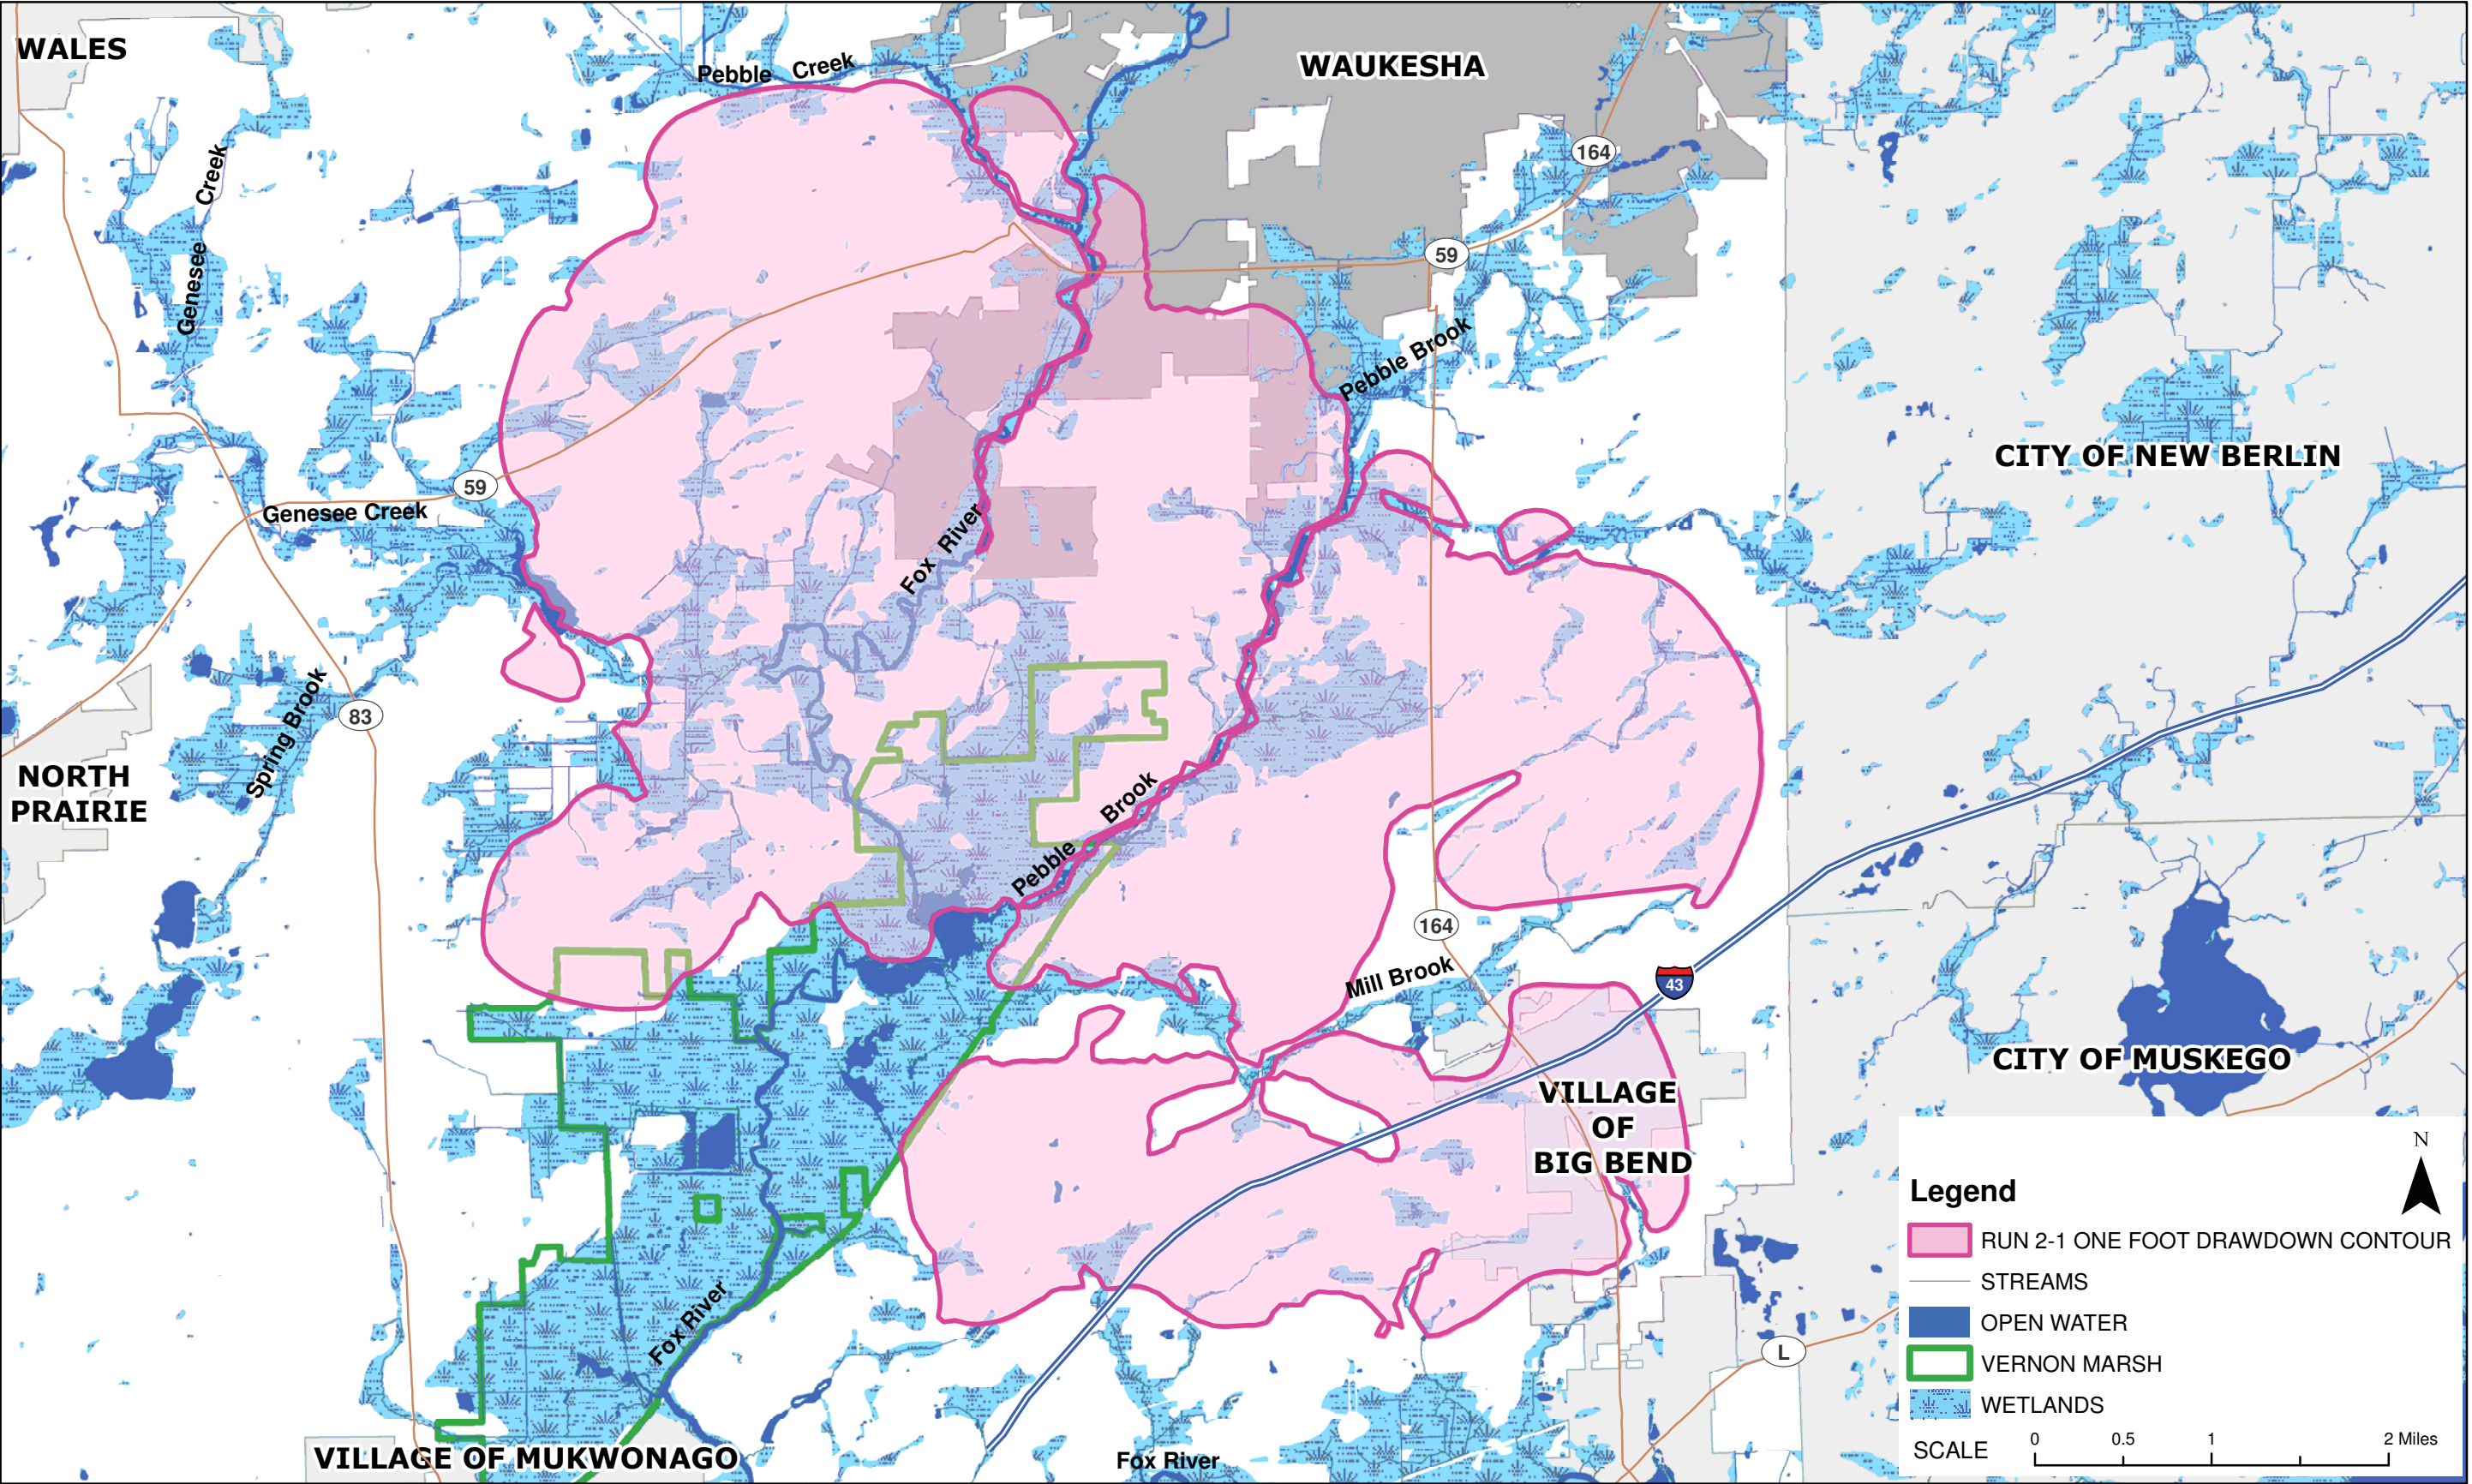 WALES
Pebble Creek
WAUKESHA
164
Genesee Creek
59
Pebble Brook
CITY OF NEW BERLIN
59
Genesee Creek
Fox River
Spring Brook
83
NORTH
PRAIRIE
Pebble Brook
164
Mill Brook
43
CITY OF MUSKEGO
VILLAGE
OF
BIG BEND
Fox River
L
VILLAGE OF MUKWONAGO
Fox River
N
Legend
RUN 2-1 ONE FOOT DRAWDOWN CONTOUR
STREAMS
OPEN WATER
VERNON MARSH
WETLANDS
SCALE
0 0.5 1 2 Miles